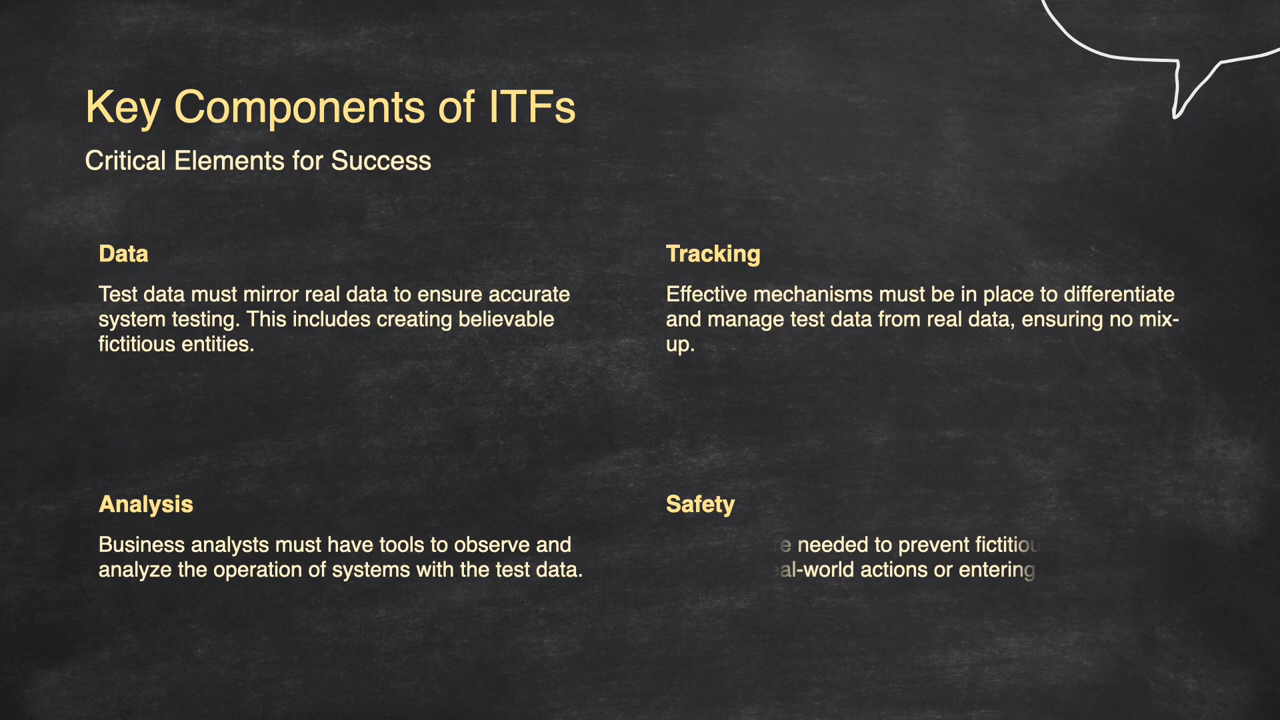 Key Components of ITFs
Critical Elements for Success
Data
Test data must mirror real data to ensure accurate
system testing. This includes creating believable
fictitious entities.
Tracking
Effective mechanisms must be in place to differentiate
and manage test data from real data, ensuring no mix-
up.
Analysis
Business analysts must have tools to observe and
analyze the operation of systems with the test data.
Safety
needed to prevent
actions or entering